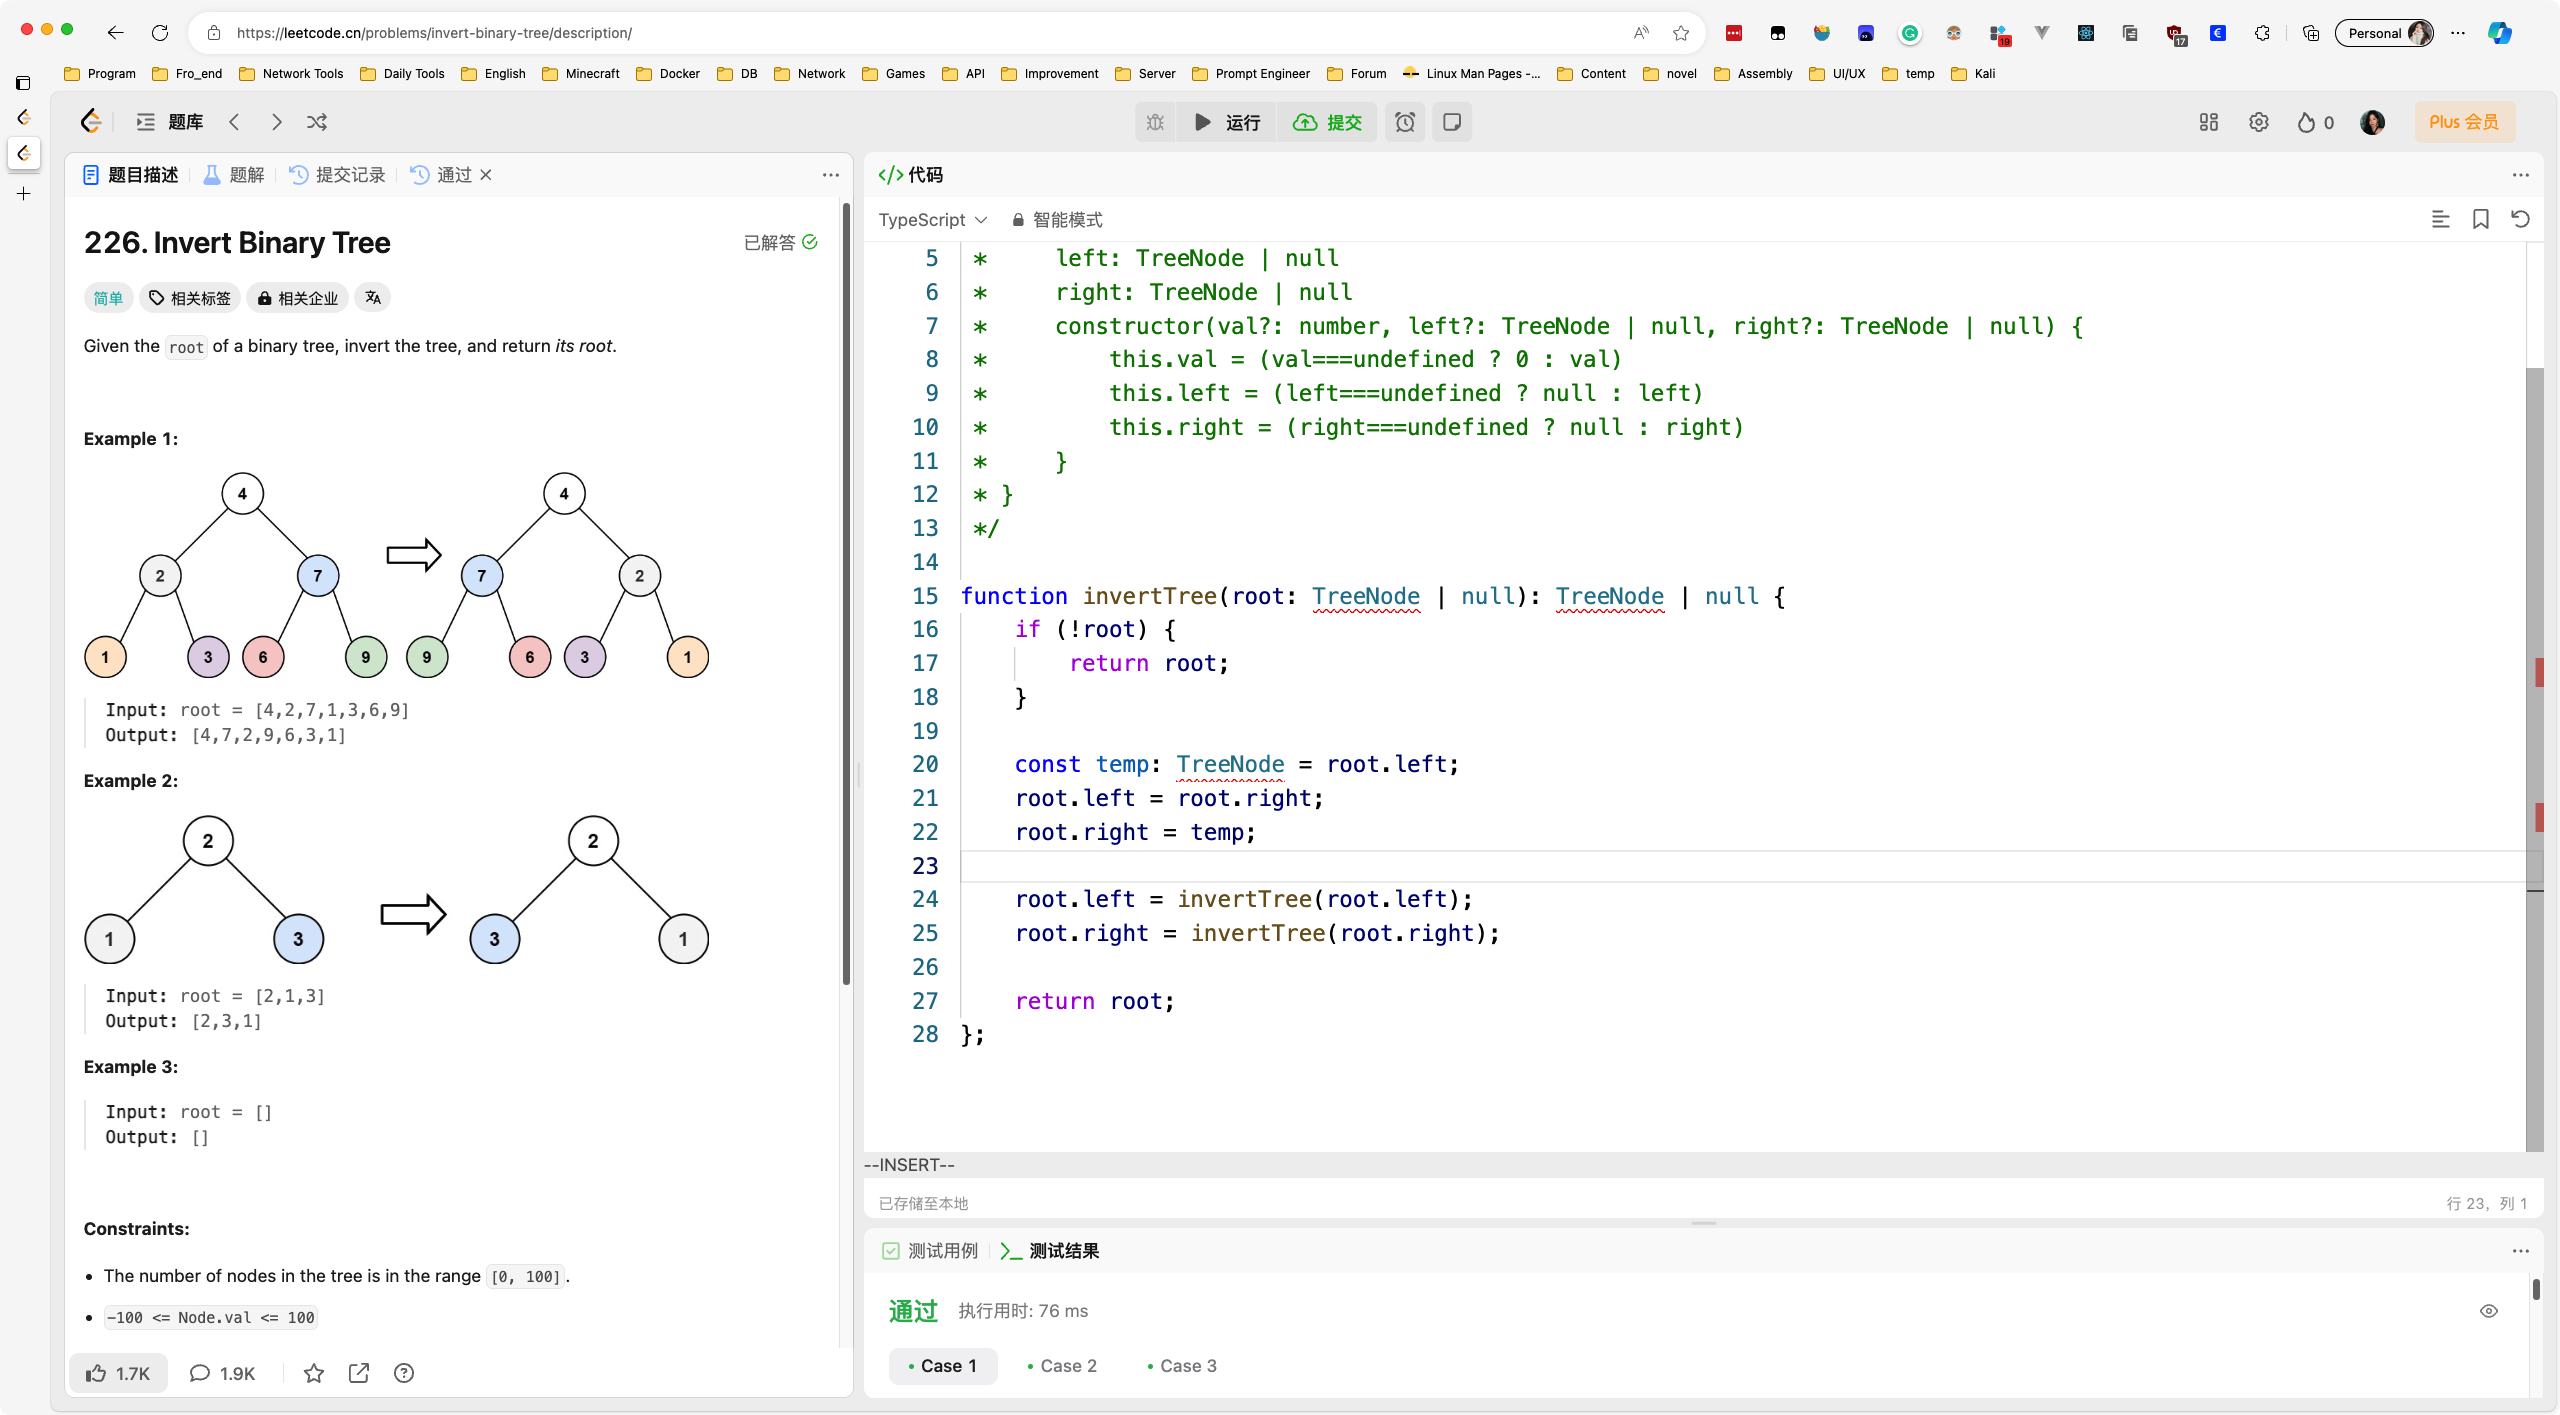 https://leetcode.cn/problems/invert-binary-tree/description/
19
17
Personal
Program Fro_end Network Tools Daily Tools English Minecraft Docker DB Network Games API Improvement Server Prompt Engineer Forum Linux Man Pages -... Content novel Assembly UI/UX temp Kali
题库
运行
提交
0
Plus 会员
题目描述 题解 提交记录 通过
226. Invert Binary Tree
已解答
简单 相关标签 相关企业
Given the root of a binary tree, invert the tree, and return its root.
Example 1:
4 4
2 7 7 2
1 3 6 9 9 6 3 1
Input: root = [4,2,7,1,3,6,9]
Output: [4,7,2,9,6,3,1]
Example 2:
2 2
1 3 3 1
Input: root = [2,1,3]
Output: [2,3,1]
Example 3:
Input: root = []
Output: []
Constraints:
• The number of nodes in the tree is in the range [0, 100].
• -100 <= Node.val <= 100
1.7K 1.9K
</> 代码
TypeScript 智能模式
5 * left: TreeNode | null
6 * right: TreeNode | null
7 * constructor(val?: number, left?: TreeNode | null, right?: TreeNode | null) {
8 * this.val = (val===undefined ? 0 : val)
9 * this.left = (left===undefined ? null : left)
10 * this.right = (right===undefined ? null : right)
11 * }
12 * }
13 */
14
15 function invertTree(root: TreeNode | null): TreeNode | null {
16 if (!root) {
17 return root;
18 }
19
20 const temp: TreeNode = root.left;
21 root.left = root.right;
22 root.right = temp;
23
24 root.left = invertTree(root.left);
25 root.right = invertTree(root.right);
26
27 return root;
28 };
--INSERT--
已存储至本地
行 23, 列 1
测试用例 >_ 测试结果
通过 执行用时: 76 ms
• Case 1 • Case 2 • Case 3